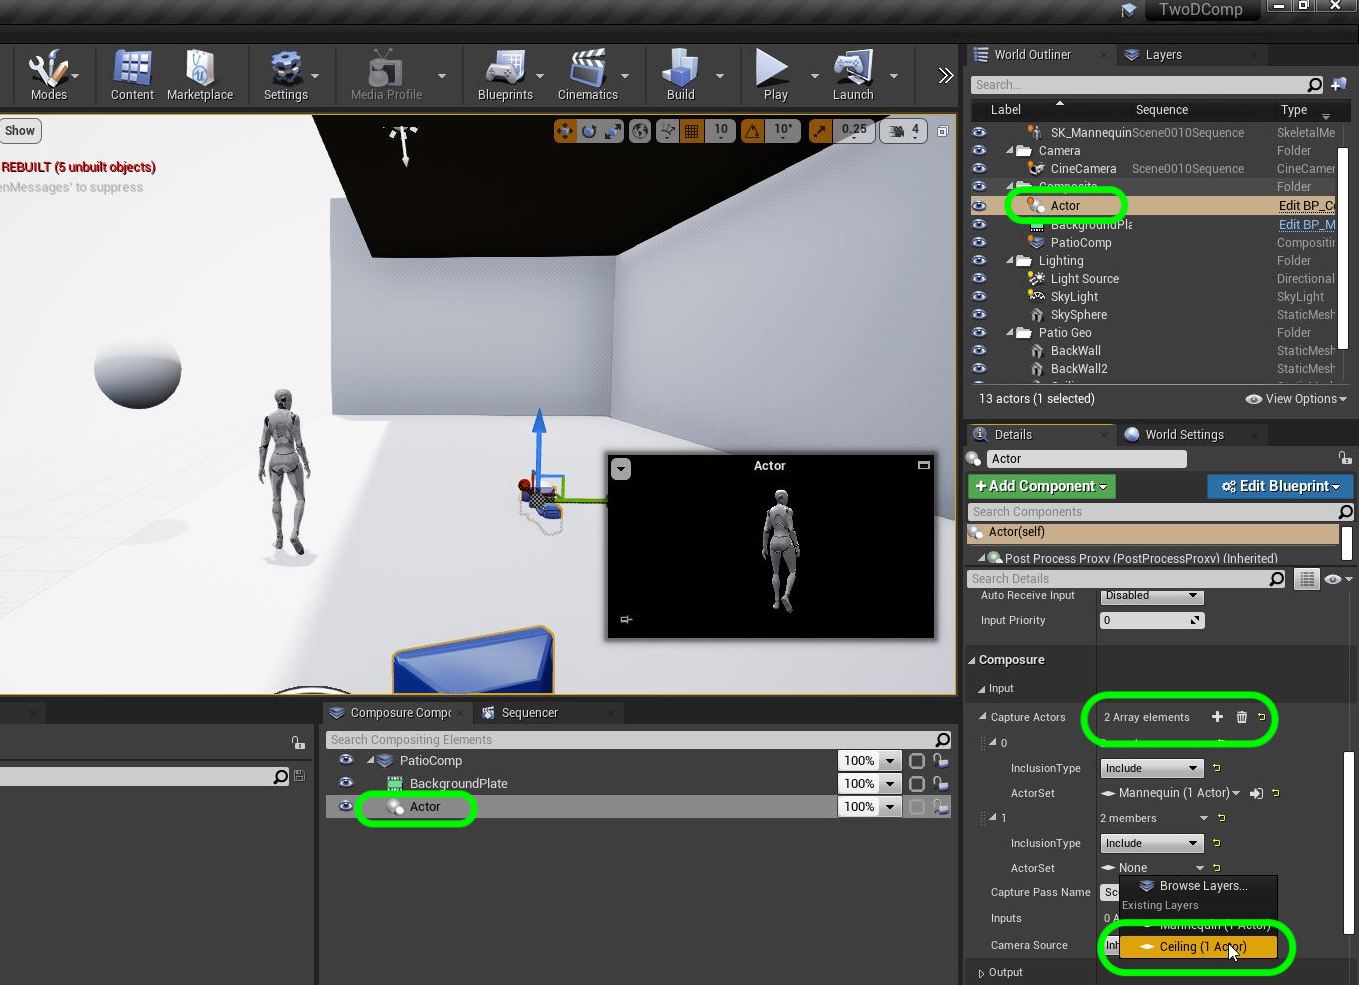 TwoDComp
Modes
Content
Marketplace
Settings
Media Profile
Blueprints
Cinematics
Build
Play
Launch
Show
10
10°
0.25
4
REBUILT (5 unbuilt objects)
enMessages' to suppress
Actor
World Outliner
Layers
Search...
Label Sequence Type
SK_Mannequin Scene0010Sequence SkeletalMe
Camera Folder
CineCamera Scene0010Sequence CineCamer
Composite Folder
Actor Edit BP_C
BackgroundPla Edit BP_M
PatioComp Compositir
Lighting Folder
Light Source Directional
SkyLight SkyLight
SkySphere StaticMesh
Patio Geo Folder
BackWall StaticMesh
BackWall2 StaticMesh
13 actors (1 selected) View Options
Details
World Settings
Actor
+Add Component
Edit Blueprint
Search Components
Actor(self)
Post Process Proxy (PostProcessProxy) (Inherited)
Search Details
Auto Receive Input Disabled
Input Priority 0
Composure
Input
Capture Actors 2 Array elements
0
InclusionType Include
ActorSet Mannequin (1 Actor)
1 2 members
InclusionType Include
ActorSet None
Browse Layers...
Capture Pass Name Sc
Existing Layers
Inputs 0 A
Mannequin (1 Actor)
Camera Source Inh
Ceiling (1 Actor)
Output
Composure Compo
Sequencer
Search Compositing Elements
PatioComp 100%
BackgroundPlate 100%
Actor 100%